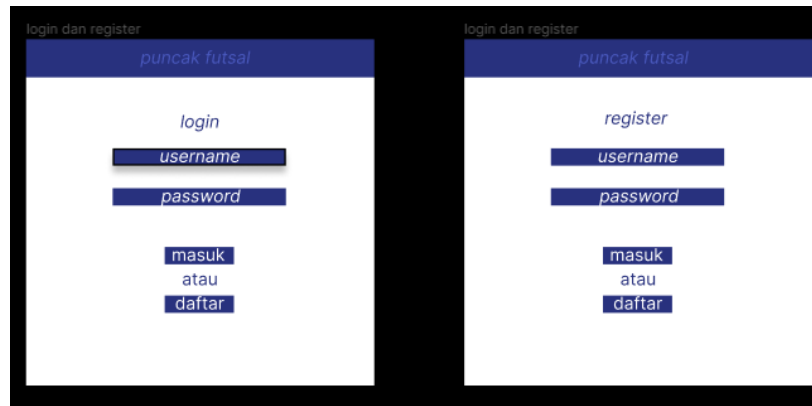 login dan register
puncak futsal
login
username
password
masuk
atau
daftar
login dan register
puncak futsal
register
username
password
masuk
atau
daftar